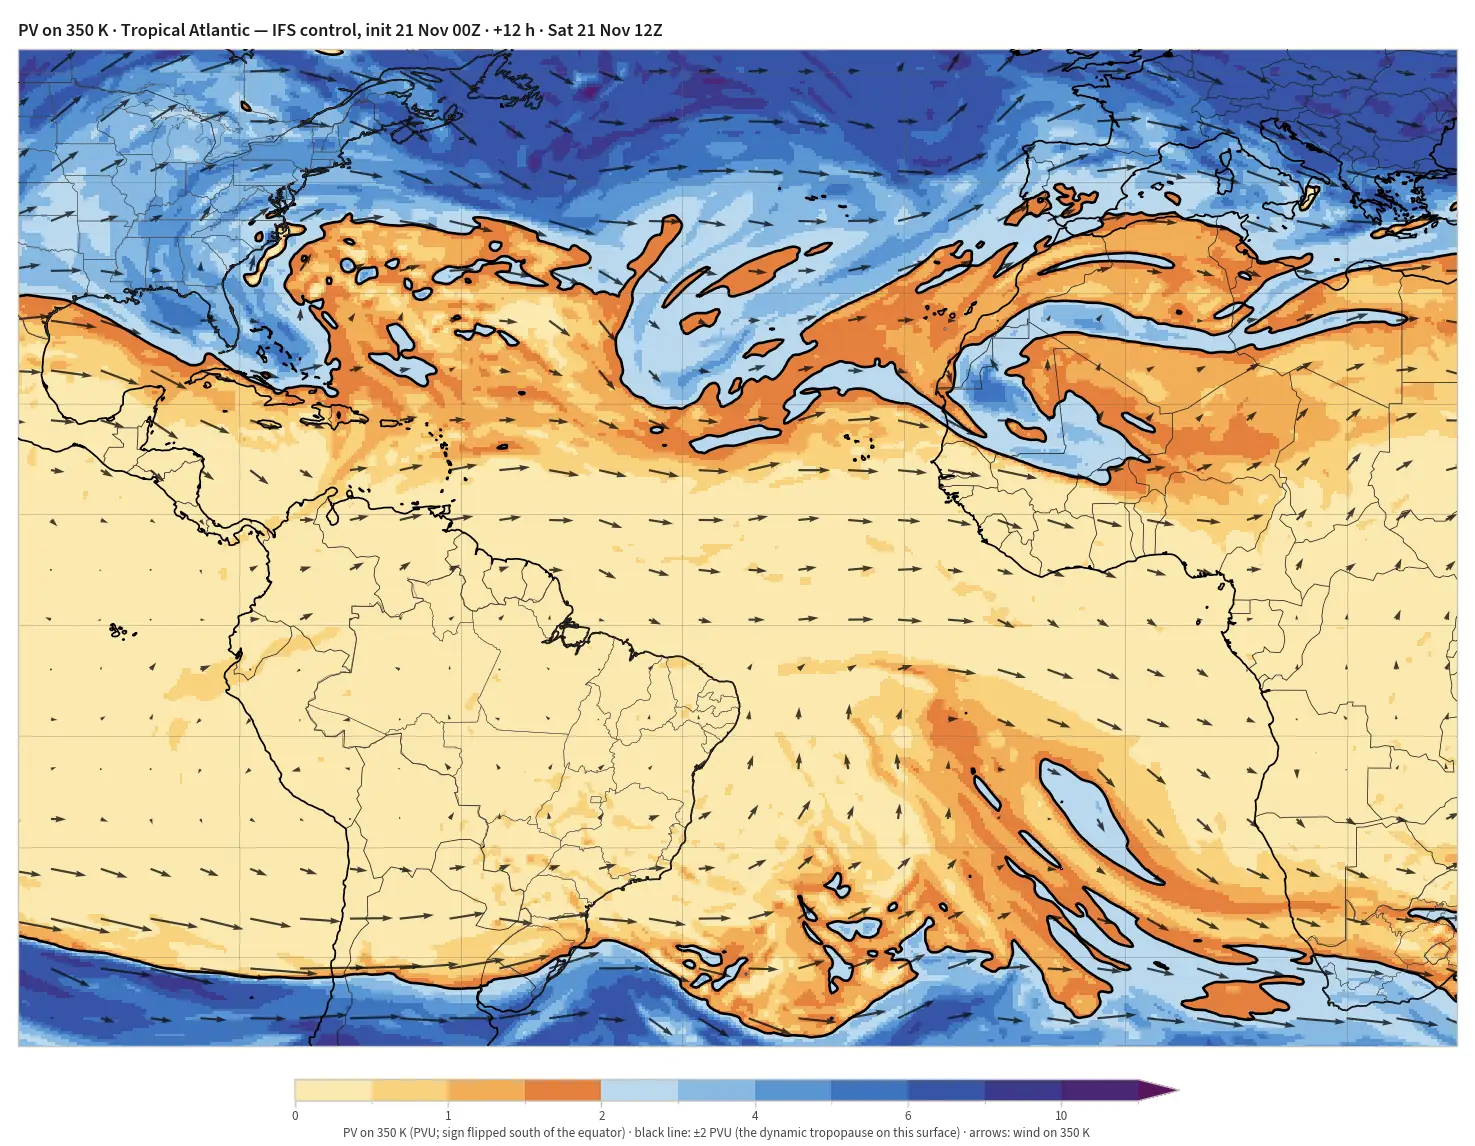 PV on 350 K · Tropical Atlantic — IFS control, init 21 Nov 00Z · +12 h · Sat 21 Nov 12Z
0 1 2 4 6 10
PV on 350 K (PVU; sign flipped south of the equator) · black line: ±2 PVU (the dynamic tropopause on this surface) · arrows: wind on 350 K